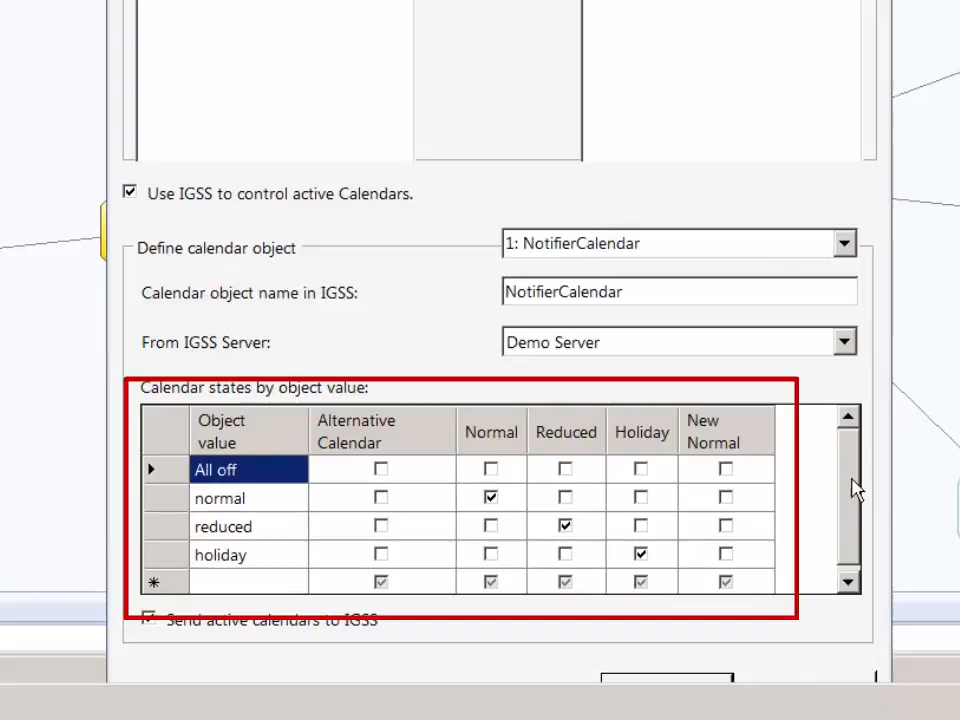 Use IGSS to control active Calendars.
Define calendar object
1: NotifierCalendar
Calendar object name in IGSS:
NotifierCalendar
From IGSS Server:
Demo Server
Calendar states by object value:
Object value
Alternative Calendar
Normal
Reduced
Holiday
New Normal
All off
normal
reduced
holiday
Send active calendars to IGSS